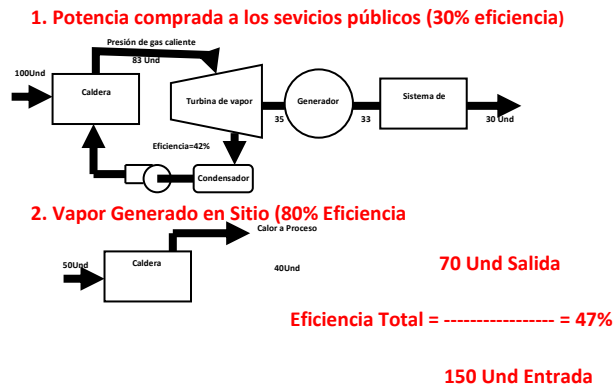 1. Potencia comprada a los sevicios públicos (30% eficiencia)
Presión de gas caliente
83 Und
100Und
Caldera
Turbina de vapor
Generador
Sistema de
35
33
30 Und
Eficiencia=42%
Condensador
2. Vapor Generado en Sitio (80% Eficiencia
Calor a Proceso
50Und
Caldera
40Und
70 Und Salida
Eficiencia Total = ----------------- = 47%
150 Und Entrada